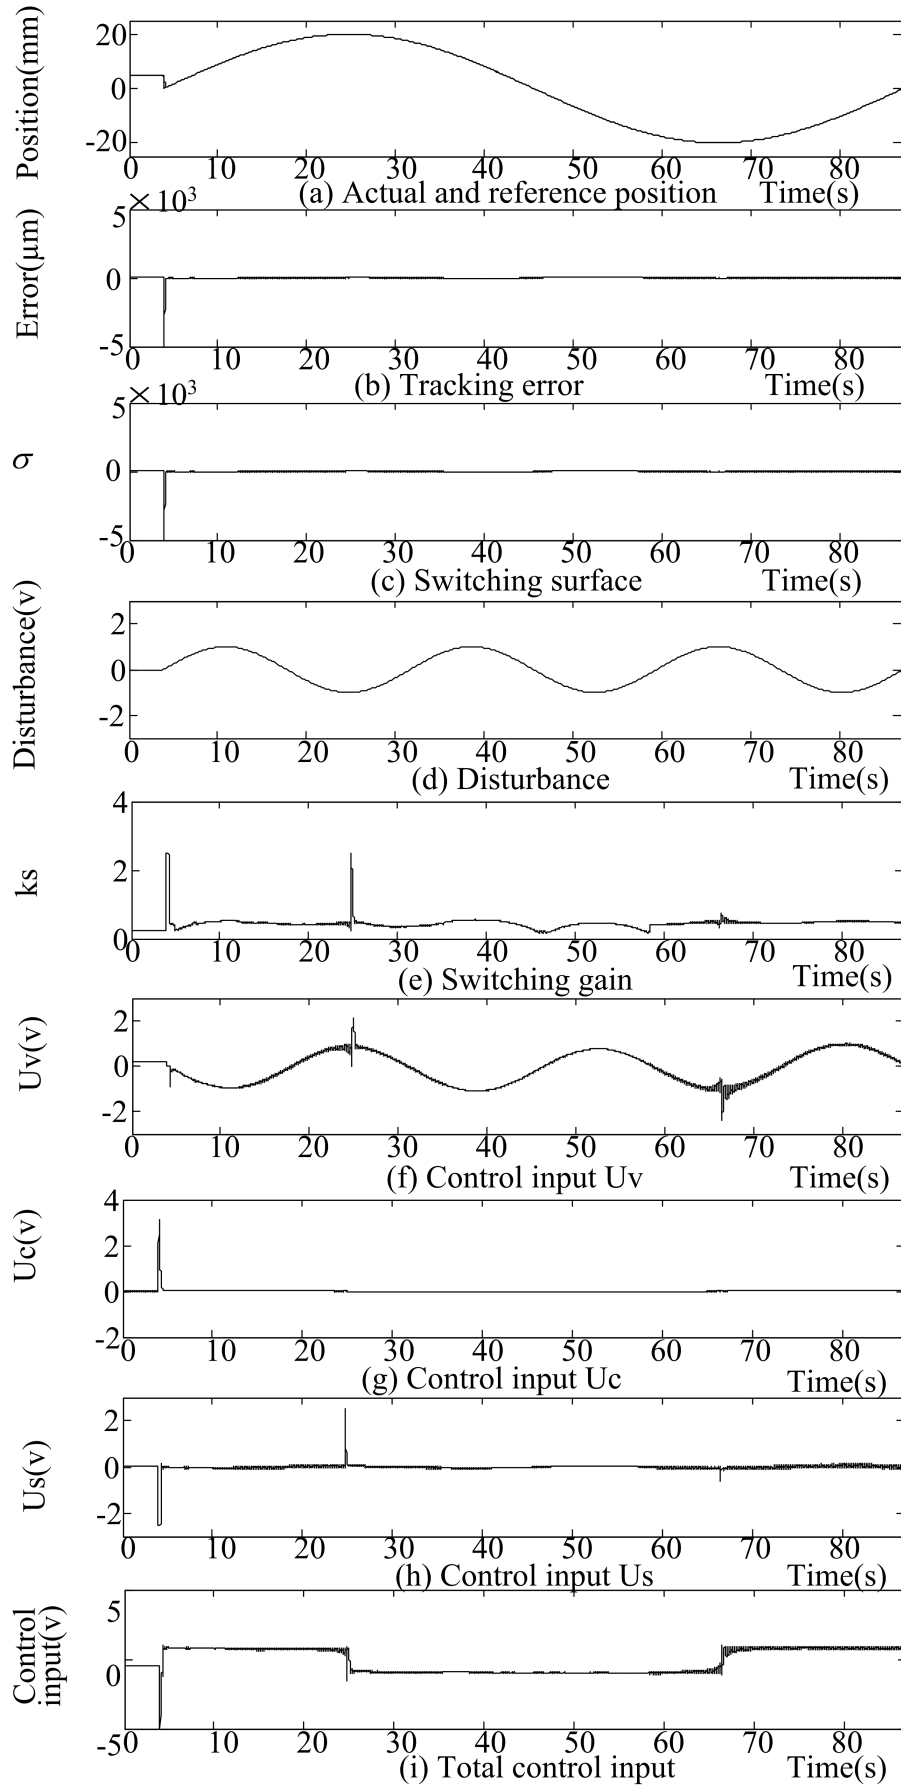 Position(mm)
20
0
-20
0 10 20 30 40 50 60 70 80
(a) Actual and reference position Time(s)
×10³
Error(μm)
5
0
-5
0 10 20 30 40 50 60 70 80
(b) Tracking error Time(s)
×10³
σ
5
0
-5
0 10 20 30 40 50 60 70 80
(c) Switching surface Time(s)
Disturbance(v)
2
0
-2
0 10 20 30 40 50 60 70 80
(d) Disturbance Time(s)
ks
4
2
0
0 10 20 30 40 50 60 70 80
(e) Switching gain Time(s)
Uv(v)
2
0
-2
0 10 20 30 40 50 60 70 80
(f) Control input Uv Time(s)
Uc(v)
4
2
0
-2
0 10 20 30 40 50 60 70 80
(g) Control input Uc Time(s)
Us(v)
2
0
-2
0 10 20 30 40 50 60 70 80
(h) Control input Us Time(s)
Control
input(v)
5
0
-50 10 20 30 40 50 60 70 80
(i) Total control input Time(s)